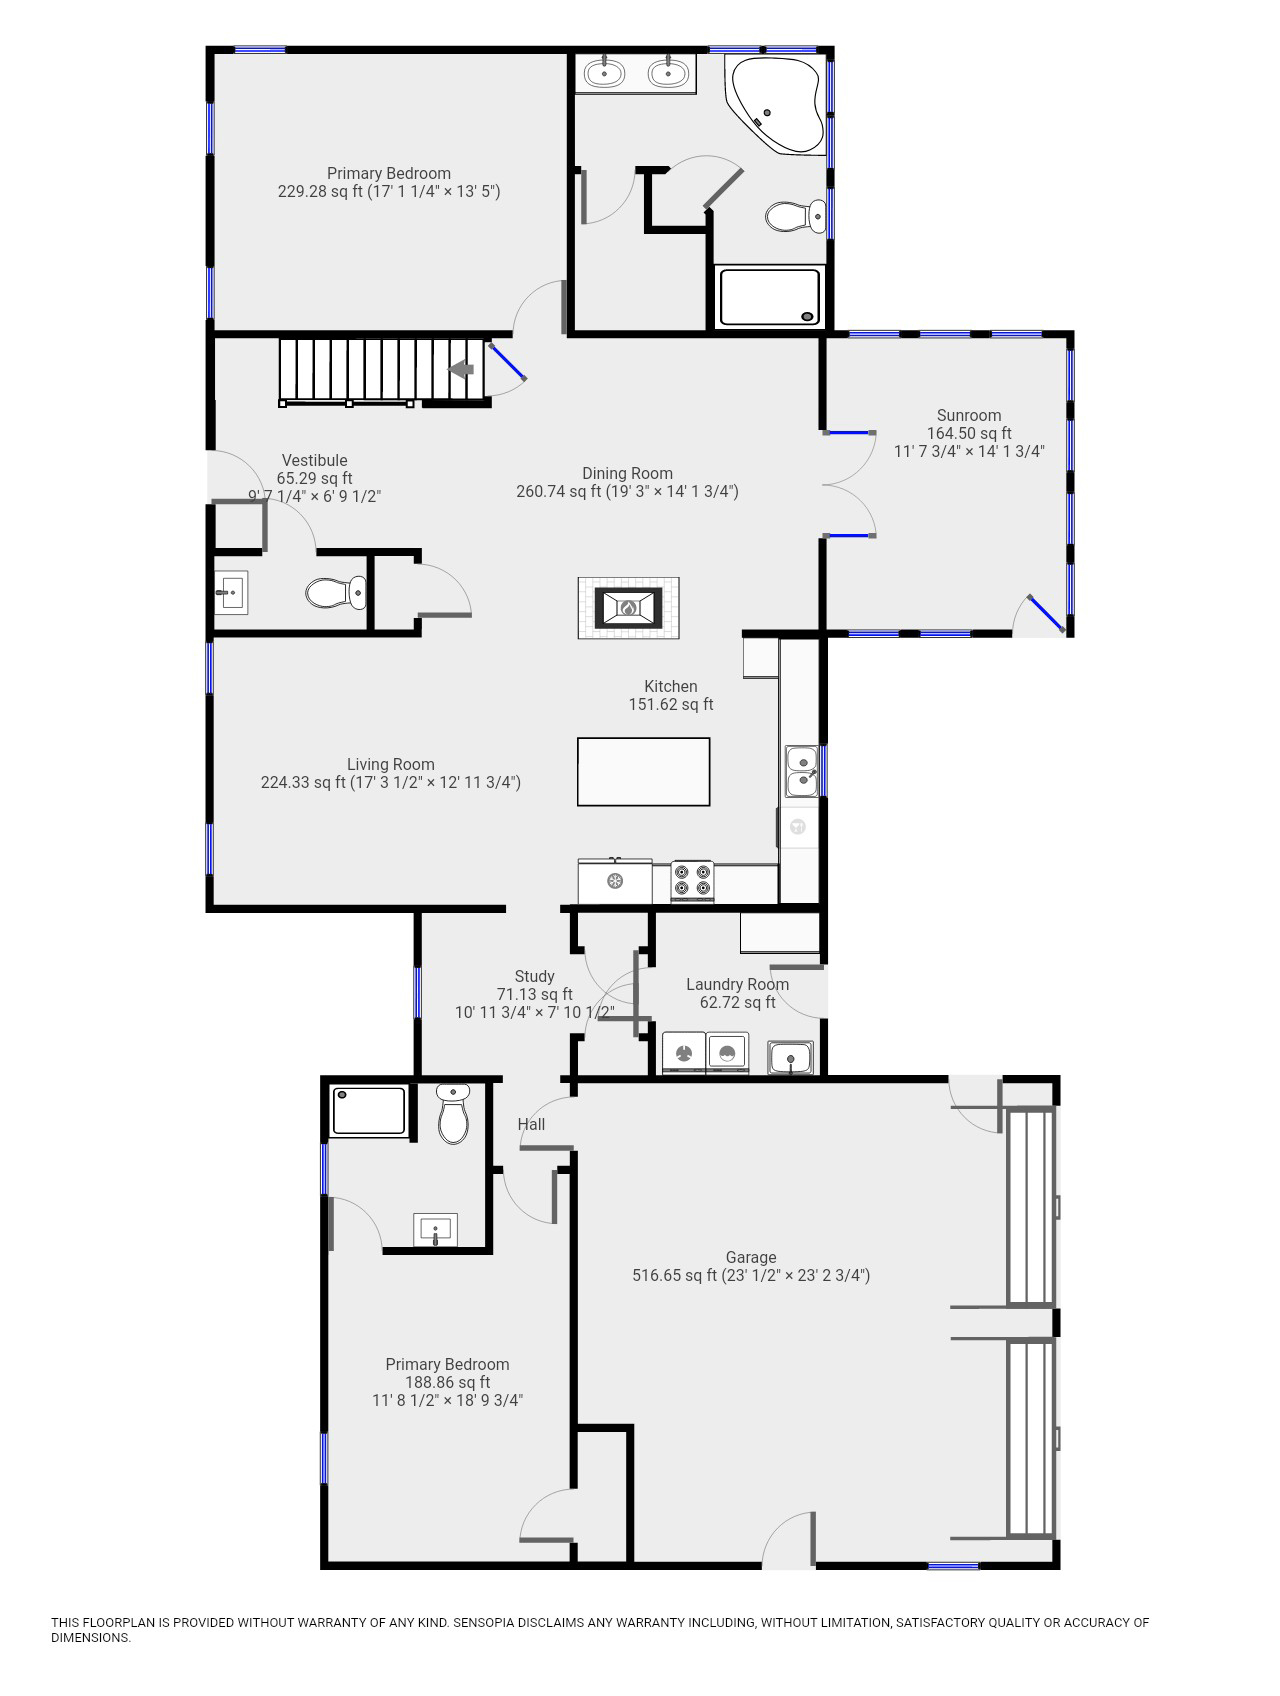 Primary Bedroom
229.28 sq ft (17' 1 1/4" × 13' 5")
Sunroom
164.50 sq ft
11' 7 3/4" × 14' 1 3/4"
Vestibule
65.29 sq ft
9' 7 1/4" × 6' 9 1/2"
Dining Room
260.74 sq ft (19' 3" × 14' 1 3/4")
Kitchen
151.62 sq ft
Living Room
224.33 sq ft (17' 3 1/2" × 12' 11 3/4")
Study
71.13 sq ft
10' 11 3/4" × 7' 10 1/2"
Laundry Room
62.72 sq ft
Hall
Garage
516.65 sq ft (23' 1/2" × 23' 2 3/4")
Primary Bedroom
188.86 sq ft
11' 8 1/2" × 18' 9 3/4"
THIS FLOORPLAN IS PROVIDED WITHOUT WARRANTY OF ANY KIND. SENSOPIA DISCLAIMS ANY WARRANTY INCLUDING, WITHOUT LIMITATION, SATISFACTORY QUALITY OR ACCURACY OF
DIMENSIONS.